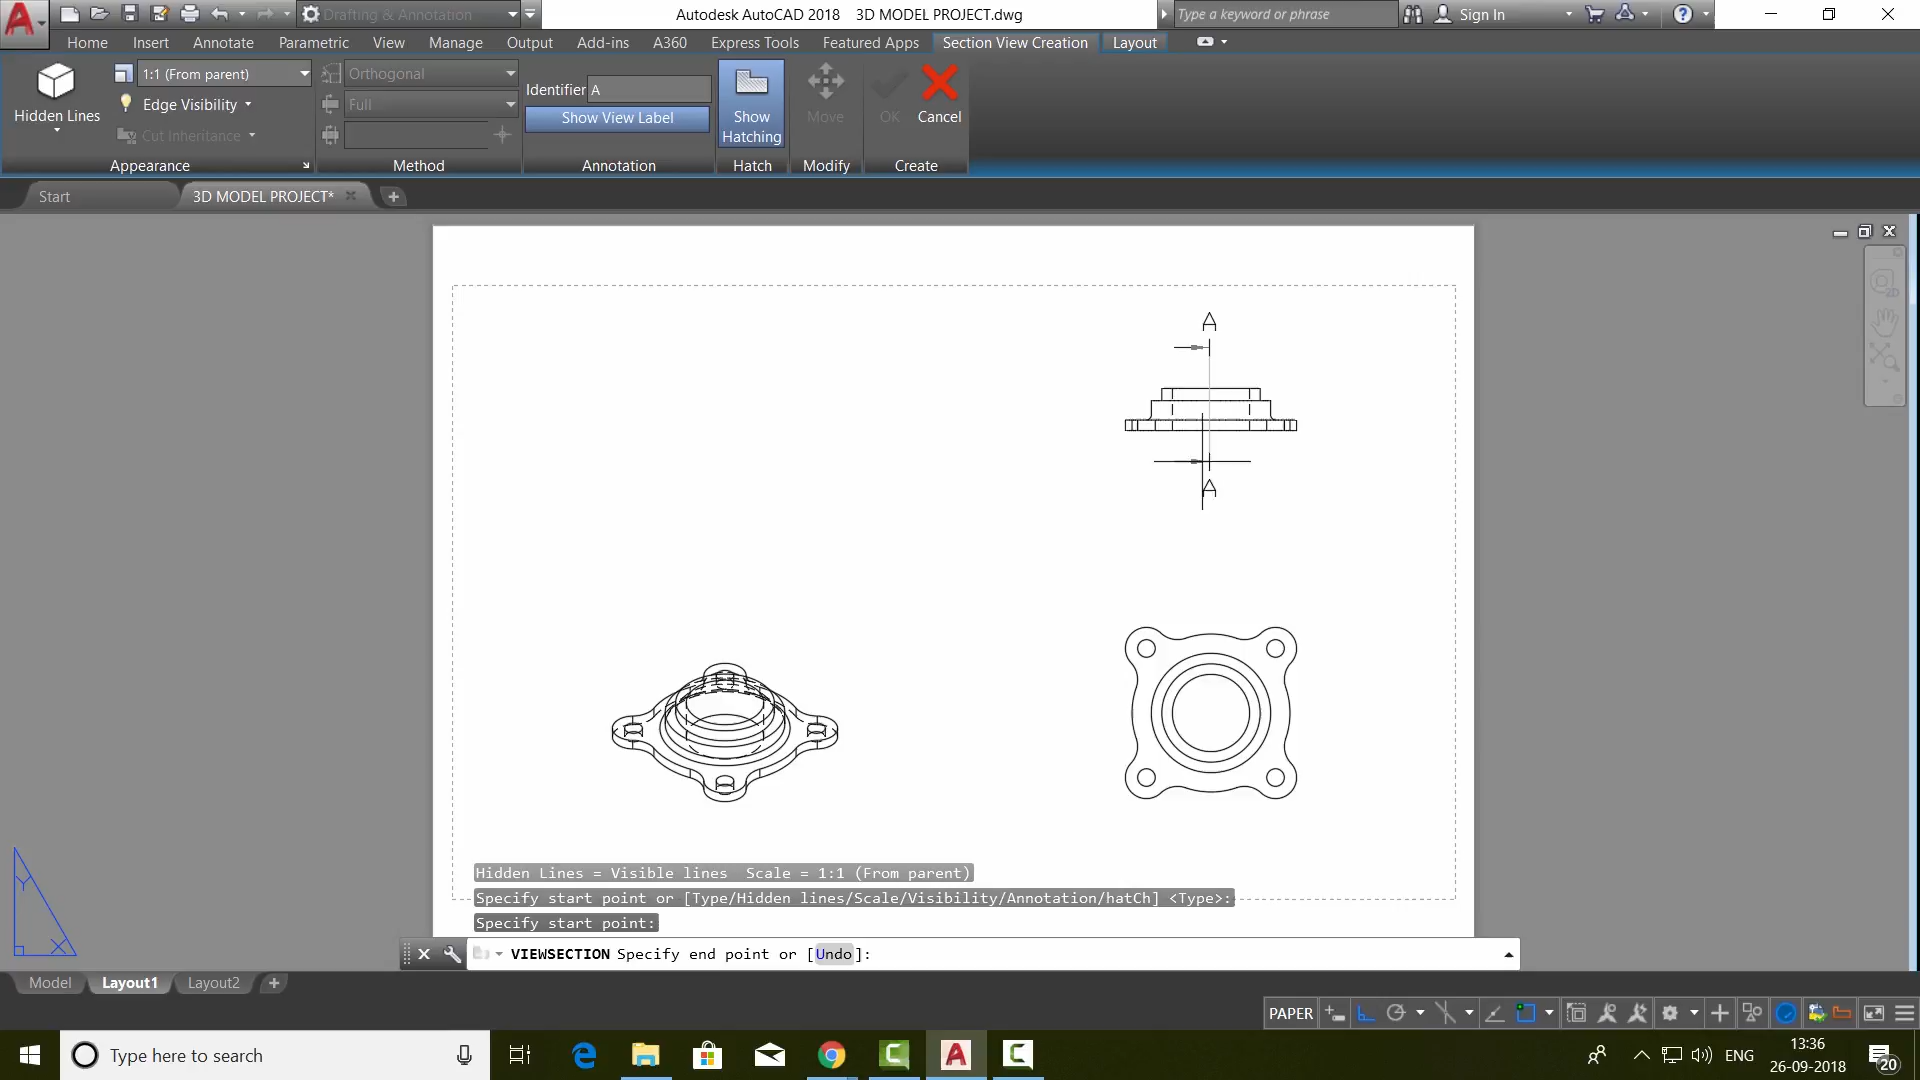 Drafting & Annotation
Autodesk AutoCAD 2018 3D MODEL PROJECT.dwg
Type a keyword or phrase
Sign In
Home Insert Annotate Parametric View Manage Output Add-ins A360 Express Tools Featured Apps Section View Creation Layout
Hidden Lines
1:1 (From parent)
Edge Visibility
Cut Inheritance
Appearance
Orthogonal
Full
Method
Identifier A
Show View Label
Annotation
Show
Hatching
Hatch
Move
Modify
OK
Cancel
Create
Start
3D MODEL PROJECT*
2D
A
A
Y
X
Hidden Lines = Visible lines Scale = 1:1 (From parent)
Specify start point or [Type/Hidden lines/Scale/Visibility/Annotation/hatCh] <Type>:
Specify start point:
VIEWSECTION Specify end point or [Undo]:
Model Layout1 Layout2
PAPER
Type here to search
ENG
13:36
26-09-2018
20